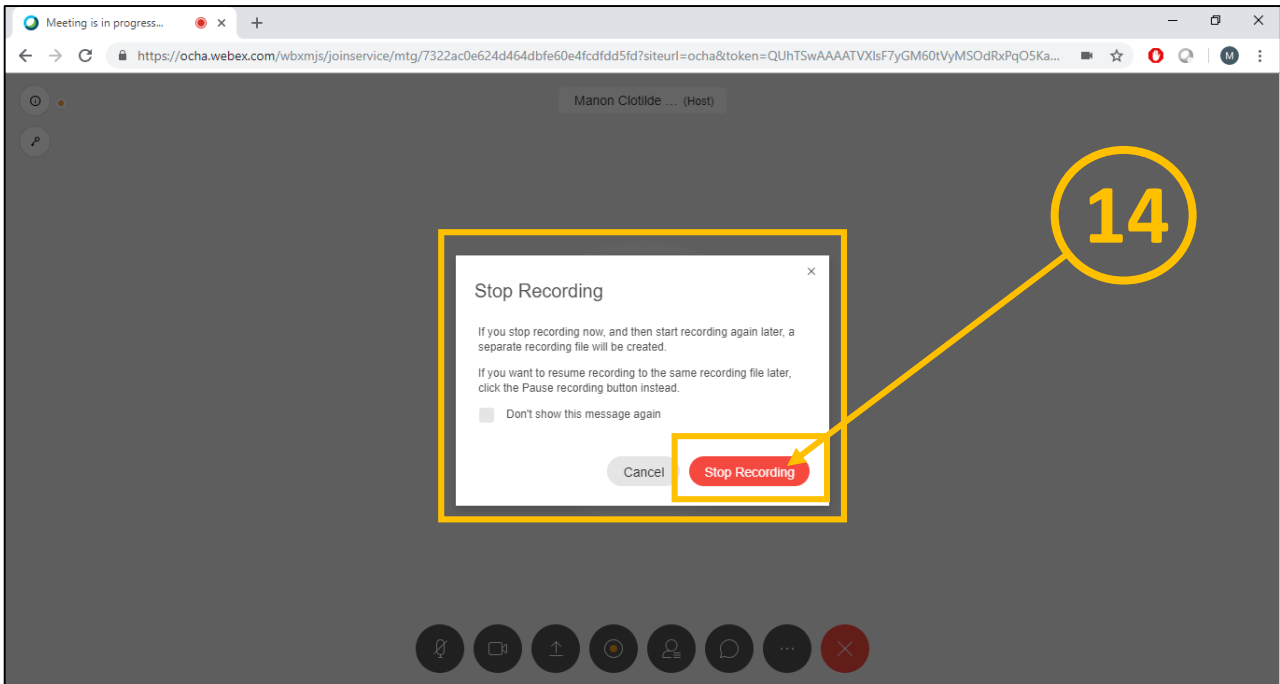 Meeting is in progress...
https://ocha.webex.com/wbxmjs/joinservice/mtg/7322ac0e624d464dbfe60e4fcdfdd5fd?siteurl=ocha&token=QUhTSwAAAATVXIsF7yGM60tVyMSOdRxPqO5Ka...
M
Manon Clotilde ... (Host)
14
Stop Recording
If you stop recording now, and then start recording again later, a
separate recording file will be created.
If you want to resume recording to the same recording file later,
click the Pause recording button instead.
Don't show this message again
Cancel
Stop Recording